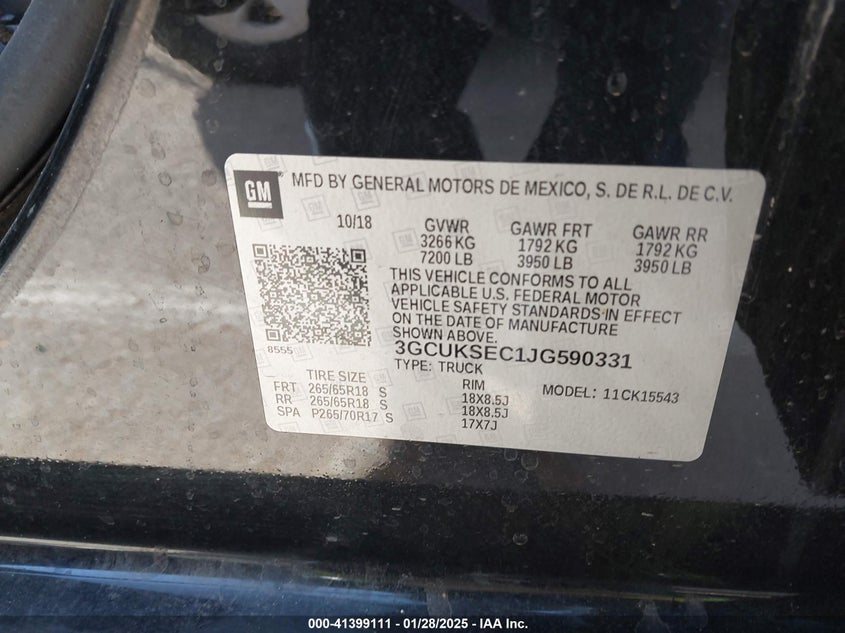 GM
MFD BY GENERAL MOTORS DE MEXICO, S. DE R.L. DE C.V.
10/18 GVWR GAWR FRT GAWR RR
3266 KG 1792 KG 1792 KG
7200 LB 3950 LB 3950 LB
THIS VEHICLE CONFORMS TO ALL
APPLICABLE U.S. FEDERAL MOTOR
VEHICLE SAFETY STANDARDS IN EFFECT
ON THE DATE OF MANUFACTURE
SHOWN ABOVE.
8555
3GCUKSEC1JG590331
TYPE: TRUCK
TIRE SIZE RIM MODEL: 11CK15543
FRT 265/65R18 S 18X8.5J
RR 265/65R18 S 18X8.5J
SPA P265/70R17 S 17X7J
000-41399111 - 01/28/2025 - IAA Inc.